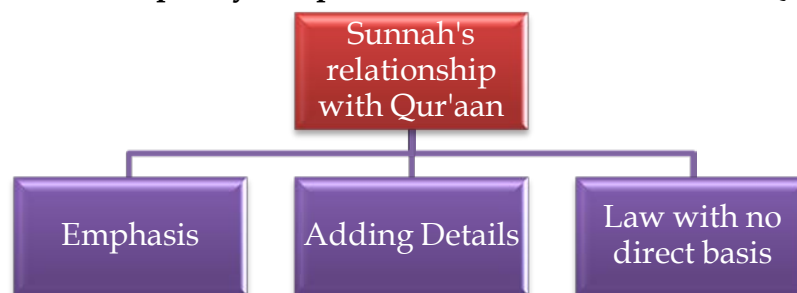 Sunnah's
relationship
with Qur'aan
Emphasis
Adding Details
Law with no
direct basis